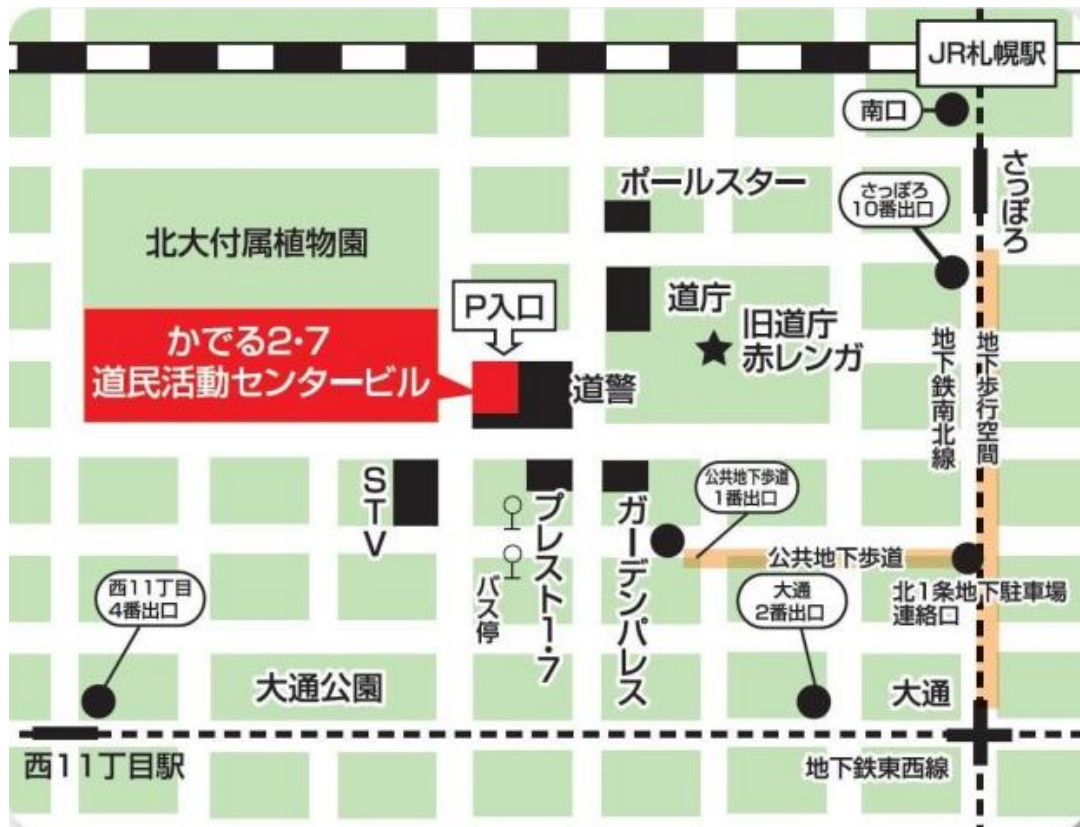 JR札幌駅
南口
さっぽろ
ポールスター
さっぽろ
10番出口
北大付属植物園
P入口
道庁
旧道庁
赤レンガ
かでる2・7
道民活動センタービル
道警
地下鉄南北線
地下歩行空間
STV
プレスト1・7
ガーデンパレス
公共地下歩道
1番出口
公共地下歩道
バス停
西11丁目
4番出口
大通
2番出口
北1条地下駐車場
連絡口
大通公園
大通
西11丁目駅
地下鉄東西線